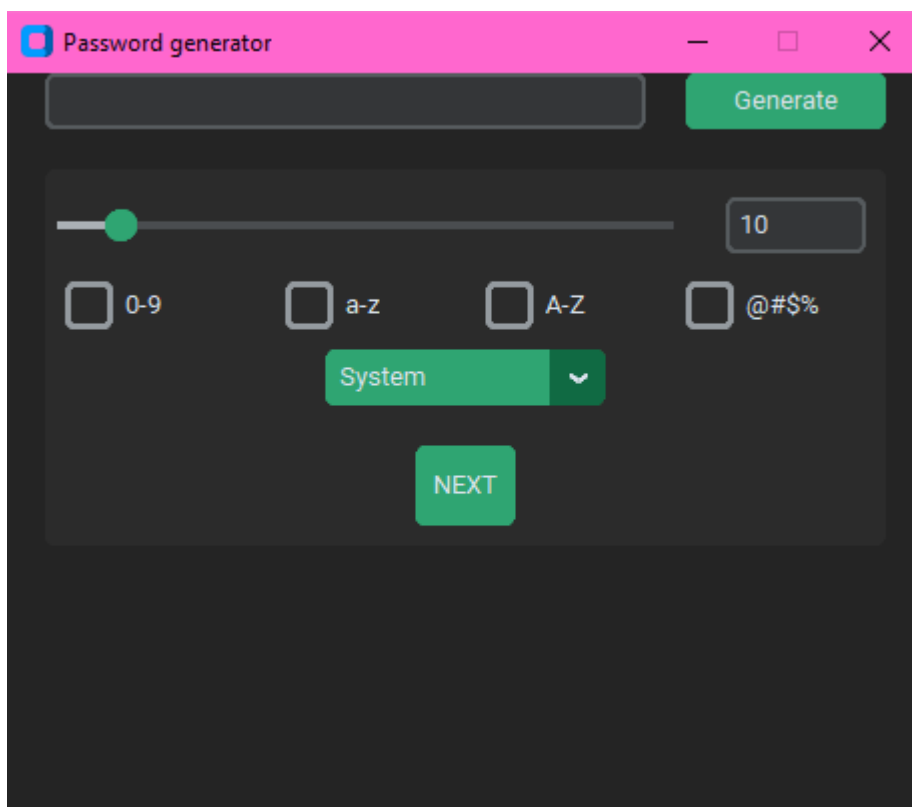 Password generator
Generate
10
0-9 a-z A-Z @#$%
System
NEXT